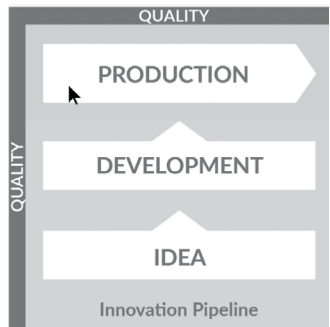 QUALITY
QUALITY
PRODUCTION
DEVELOPMENT
IDEA
Innovation Pipeline